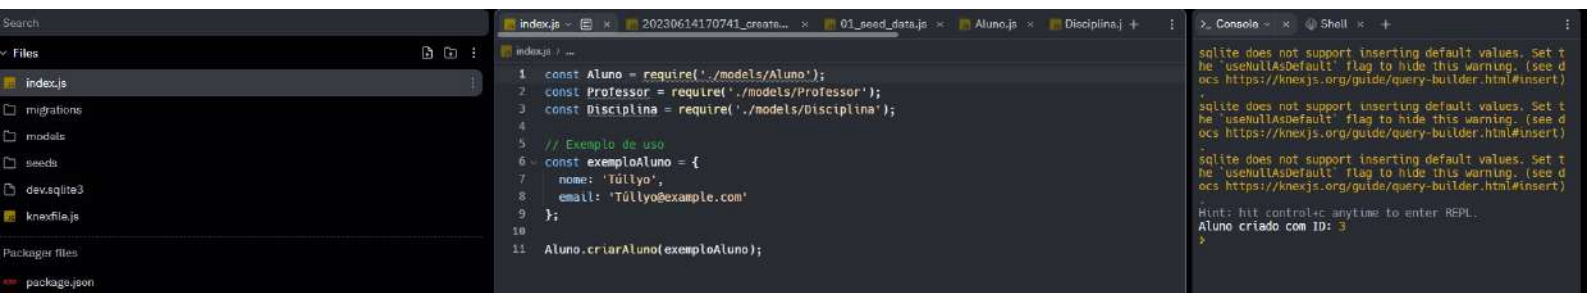 Search
Files
index.js
migrations
models
seeds
dev.sqlite3
knexfile.js
Packager files
package.json
index.js × 20230614170741_create... × 01_seed_data.js × Aluno.js × Disciplina.j +
index.js / ...
1 const Aluno = require('./models/Aluno');
2 const Professor = require('./models/Professor');
3 const Disciplina = require('./models/Disciplina');
4
5 // Exemplo de uso
6 const exemploAluno = {
7 nome: 'Túllyo',
8 email: 'Túllyo@example.com'
9 };
10
11 Aluno.criarAluno(exemploAluno);
>_ Console × Shell × +
sqlite does not support inserting default values. Set t
he `useNullAsDefault` flag to hide this warning. (see d
ocs https://knexjs.org/guide/query-builder.html#insert)
.
sqlite does not support inserting default values. Set t
he `useNullAsDefault` flag to hide this warning. (see d
ocs https://knexjs.org/guide/query-builder.html#insert)
.
sqlite does not support inserting default values. Set t
he `useNullAsDefault` flag to hide this warning. (see d
ocs https://knexjs.org/guide/query-builder.html#insert)
.
Hint: hit control+c anytime to enter REPL.
Aluno criado com ID: 3
>